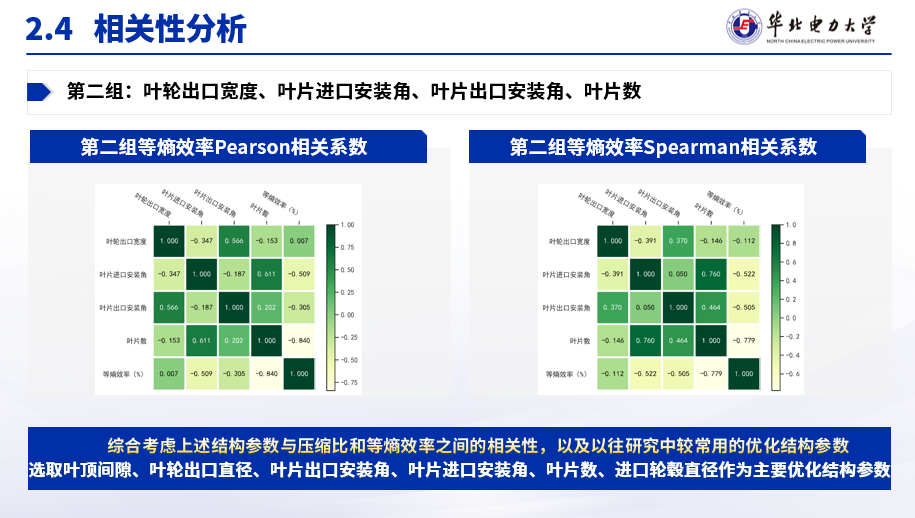 2.4 相关性分析
华北电力大学
NORTH CHINA ELECTRIC POWER UNIVERSITY
第二组：叶轮出口宽度、叶片进口安装角、叶片出口安装角、叶片数
第二组等熵效率Pearson相关系数
叶轮出口宽度 叶片进口安装角 叶片出口安装角 叶片数 等熵效率（%）
叶轮出口宽度 1.000 -0.347 0.566 -0.153 0.007
叶片进口安装角 -0.347 1.000 -0.187 0.611 -0.509
叶片出口安装角 0.566 -0.187 1.000 0.202 -0.305
叶片数 -0.153 0.611 0.202 1.000 -0.840
等熵效率（%） 0.007 -0.509 -0.305 -0.840 1.000
1.00
0.75
0.50
0.25
0.00
-0.25
-0.50
-0.75
第二组等熵效率Spearman相关系数
叶轮出口宽度 叶片进口安装角 叶片出口安装角 叶片数 等熵效率（%）
叶轮出口宽度 1.000 -0.391 0.370 -0.146 -0.112
叶片进口安装角 -0.391 1.000 0.050 0.760 -0.522
叶片出口安装角 0.370 0.050 1.000 0.464 -0.505
叶片数 -0.146 0.760 0.464 1.000 -0.779
等熵效率（%） -0.112 -0.522 -0.505 -0.779 1.000
1.0
0.8
0.6
0.4
0.2
0.0
-0.2
-0.4
-0.6
综合考虑上述结构参数与压缩比和等熵效率之间的相关性，以及以往研究中较常用的优化结构参数
选取叶顶间隙、叶轮出口直径、叶片出口安装角、叶片进口安装角、叶片数、进口轮毂直径作为主要优化结构参数